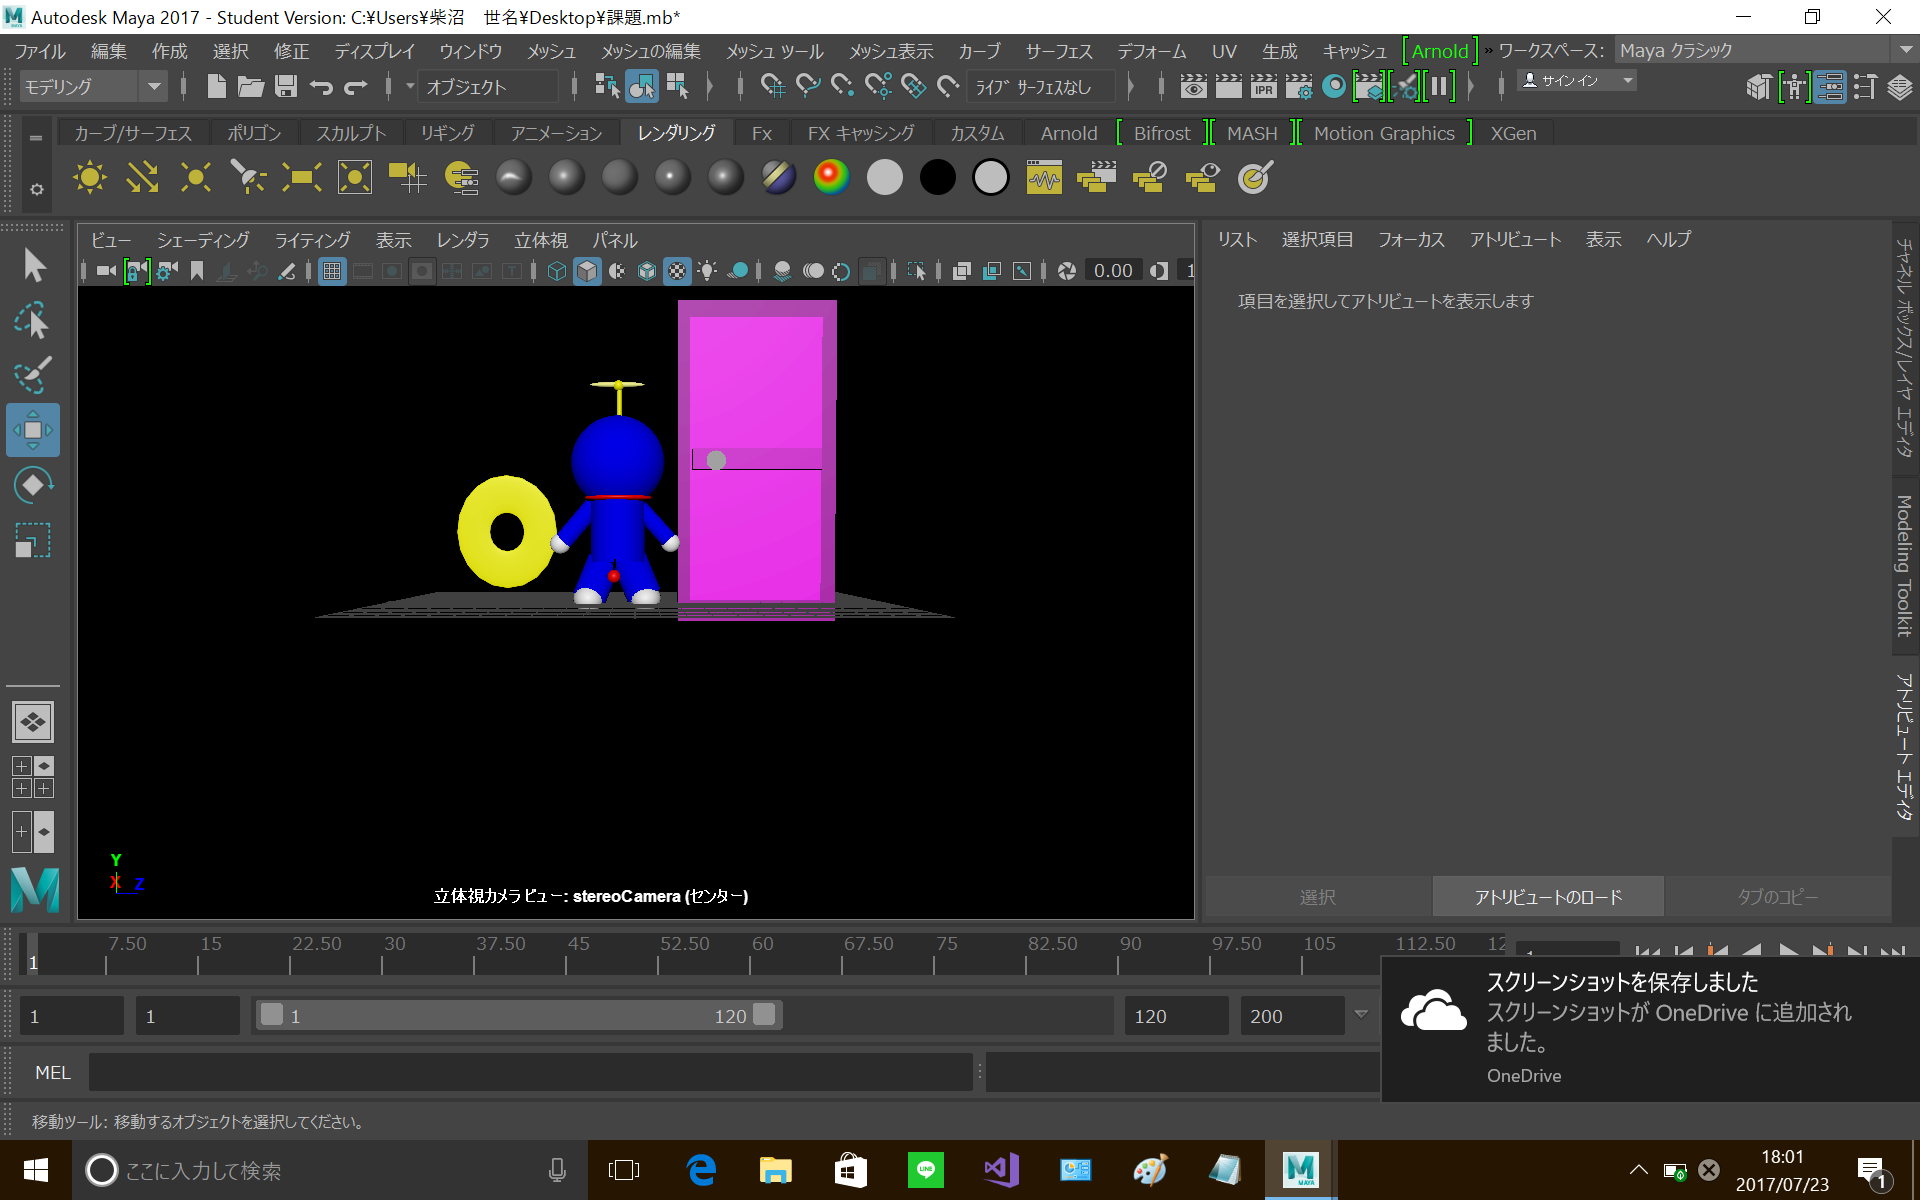 Autodesk Maya 2017 - Student Version: C:¥Users¥柴沼　世名¥Desktop¥課題.mb*
ファイル 編集 作成 選択 修正 ディスプレイ ウィンドウ メッシュ メッシュの編集 メッシュ ツール メッシュ表示 カーブ サーフェス デフォーム UV 生成 キャッシュ Arnold » ワークスペース: Maya クラシック
モデリング オブジェクト ライブ サーフェスなし IPR サイン イン
カーブ/サーフェス ポリゴン スカルプト リギング アニメーション レンダリング Fx FX キャッシング カスタム Arnold Bifrost MASH Motion Graphics XGen
ビュー シェーディング ライティング 表示 レンダラ 立体視 パネル
0.00 1
リスト 選択項目 フォーカス アトリビュート 表示 ヘルプ
項目を選択してアトリビュートを表示します
チャネル ボックス/レイヤ エディタ
Modeling Toolkit
アトリビュート エディタ
Y
X Z
立体視カメラ ビュー: stereoCamera (センター)
選択 アトリビュートのロード タブのコピー
1 7.50 15 22.50 30 37.50 45 52.50 60 67.50 75 82.50 90 97.50 105 112.50 12
1 1 1 120 120 200
MEL
移動ツール: 移動するオブジェクトを選択してください。
スクリーンショットを保存しました
スクリーンショットが OneDrive に追加され
ました。
OneDrive
ここに入力して検索
LINE
MAYA
18:01
2017/07/23
1